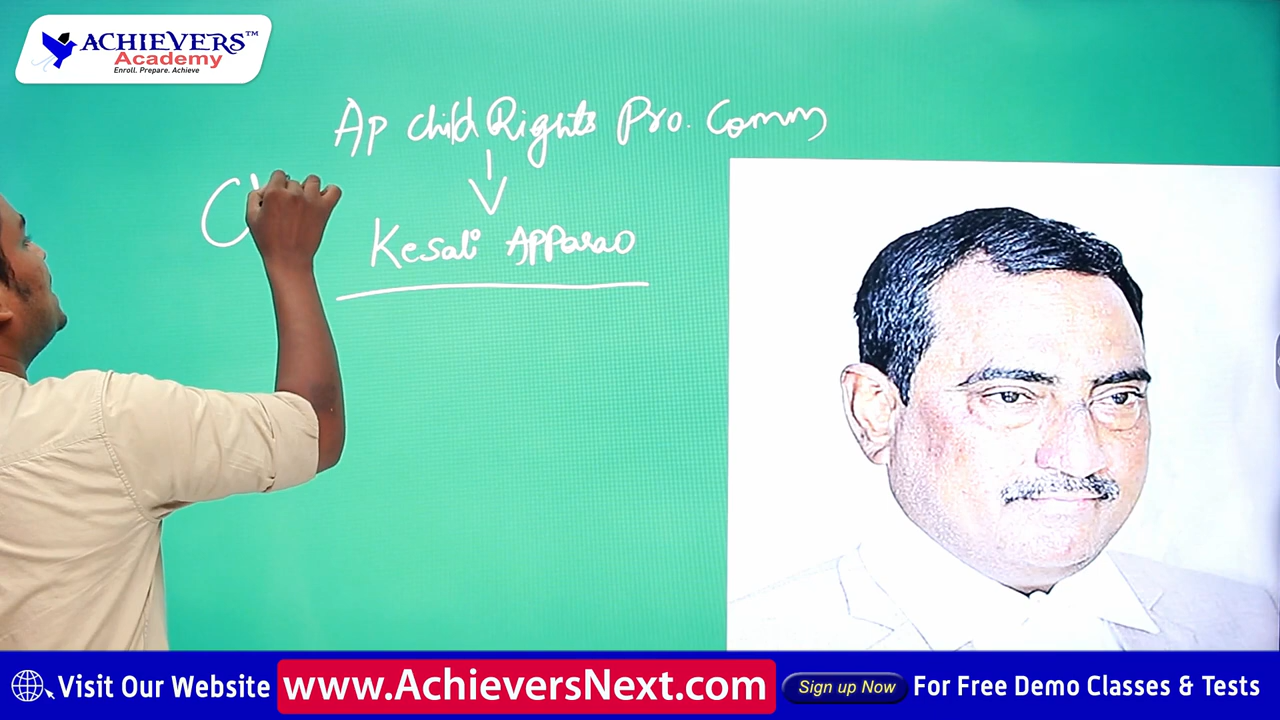 ACHIEVERS™
Academy
Enroll. Prepare. Achieve
Ap Child Rights Pro. Comm
Kesali Apparao
Visit Our Website www.AchieversNext.com Sign up Now For Free Demo Classes & Tests